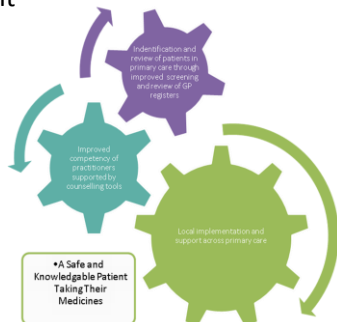 Indentification and
review of patients in
primary care through
improved screening
and review of GP
registers
Improved
competency of
practitioners
supported by
counselling tools
Local implementation and
support across primary care
•A Safe and
Knowledgable Patient
Taking Their
Medicines